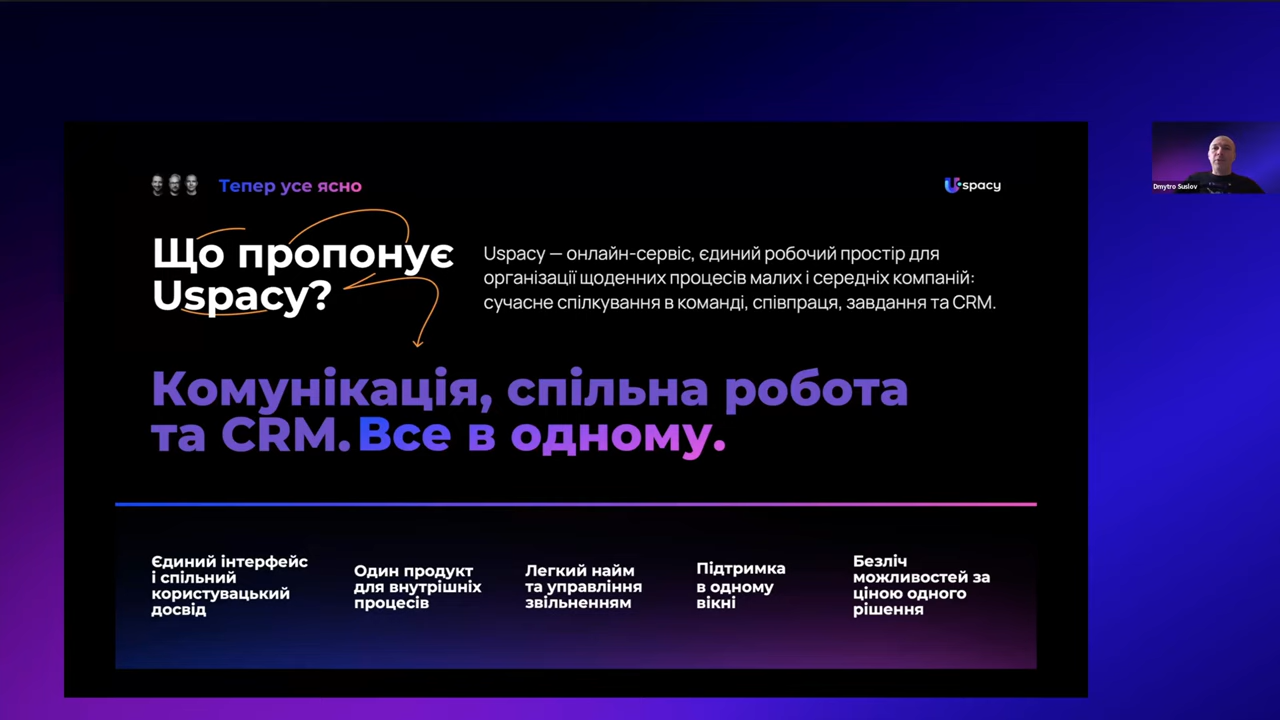 Тепер усе ясно
Uspacy
Що пропонує
Uspacy?
Uspacy — онлайн-сервіс, єдиний робочий простір для
організації щоденних процесів малих і середніх компаній:
сучасне спілкування в команді, співпраця, завдання та CRM.
Комунікація, спільна робота
та CRM. Все в одному.
Єдиний інтерфейс
і спільний
користувацький
досвід
Один продукт
для внутрішніх
процесів
Легкий найм
та управління
звільненням
Підтримка
в одному
вікні
Безліч
можливостей за
ціною одного
рішення
Dmytro Suslov